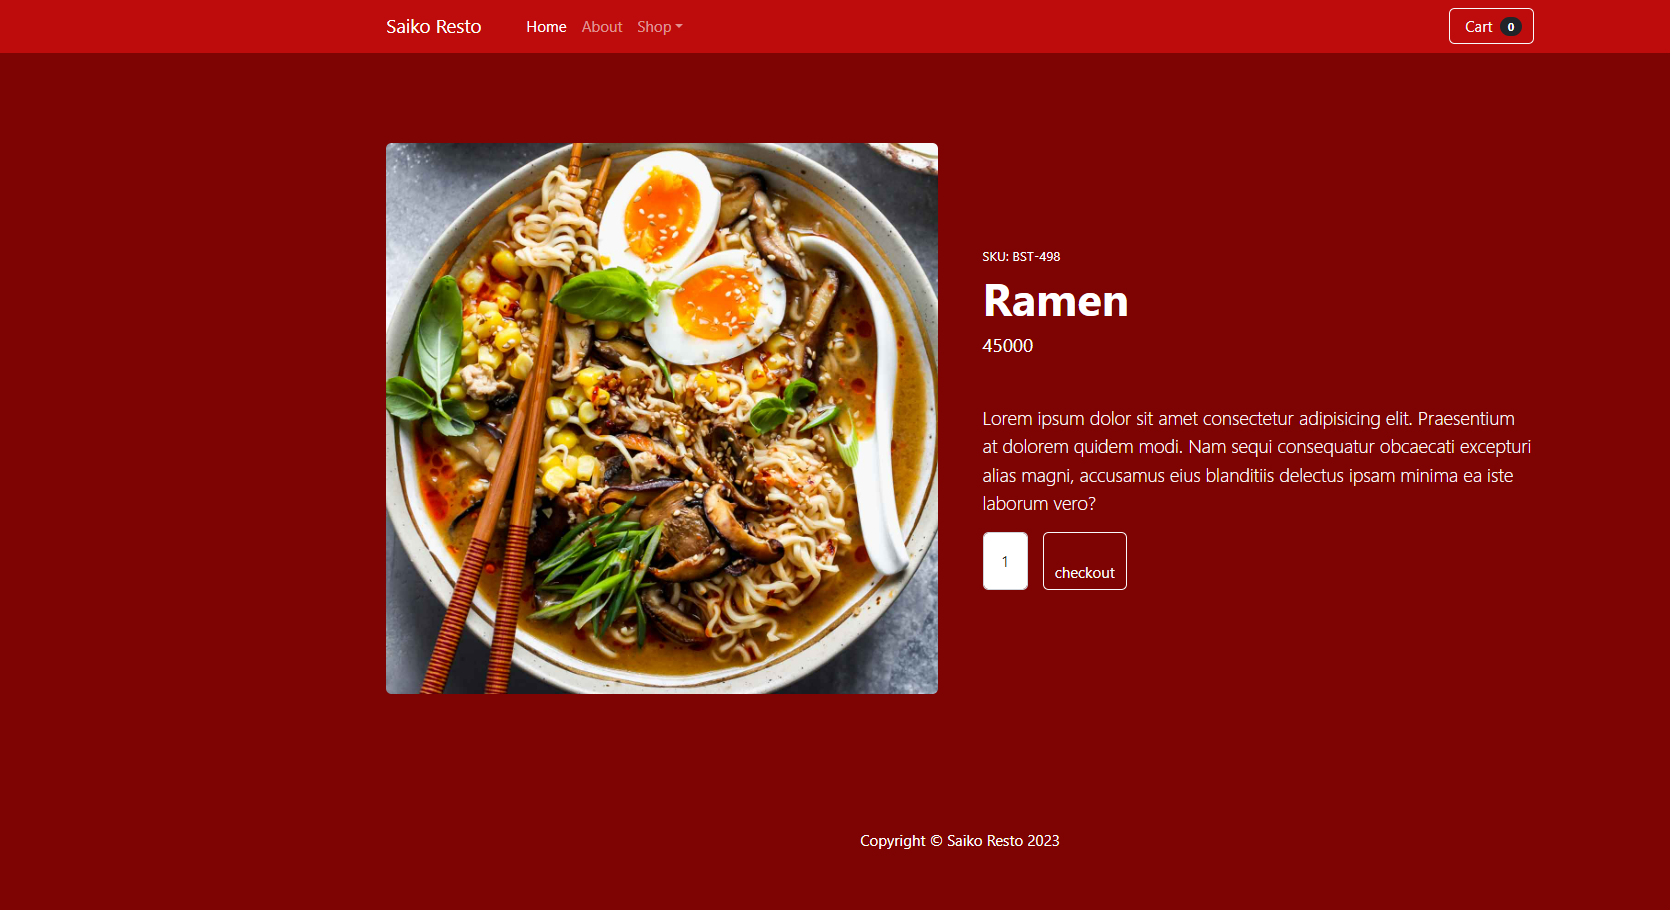 Saiko Resto Home About Shop Cart 0
SKU: BST-498
Ramen
45000
Lorem ipsum dolor sit amet consectetur adipisicing elit. Praesentium
at dolorem quidem modi. Nam sequi consequatur obcaecati excepturi
alias magni, accusamus eius blanditiis delectus ipsam minima ea iste
laborum vero?
1 checkout
Copyright © Saiko Resto 2023